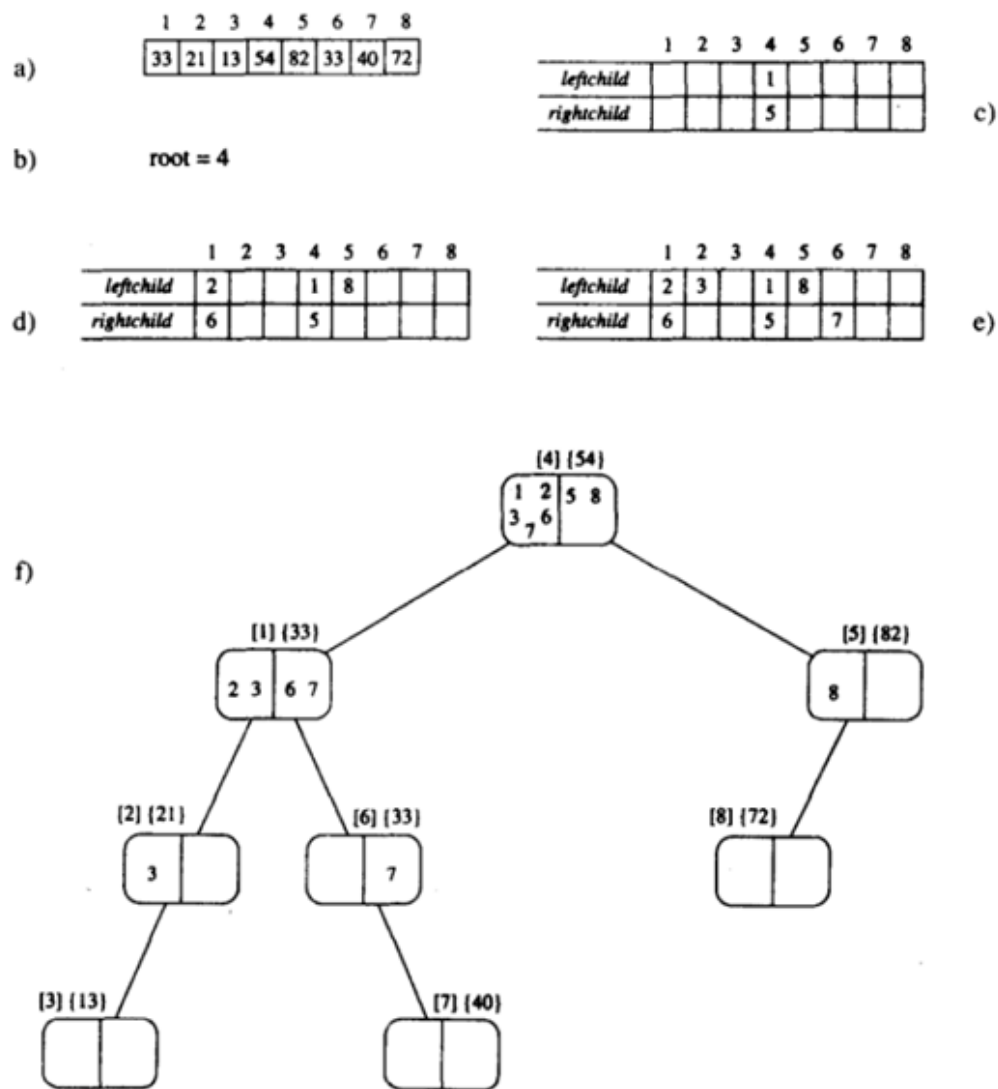 1 2 3 4 5 6 7 8
a) 33 21 13 54 82 33 40 72
b) root = 4
1 2 3 4 5 6 7 8
leftchild 1
rightchild 5
c)
1 2 3 4 5 6 7 8
leftchild 2 1 8
d) rightchild 6 5
1 2 3 4 5 6 7 8
leftchild 2 3 1 8
rightchild 6 5 7
e)
f)
[4] {54}
1 2 5 8
3 6
7
[1] {33}
2 3 6 7
[5] {82}
8
[2] {21}
3
[6] {33}
7
[8] {72}
[3] {13}
[7] {40}